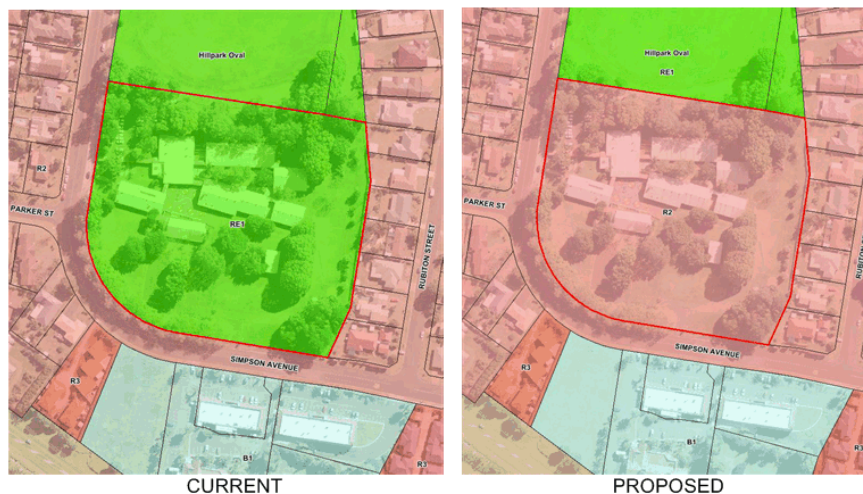 Hillpark Oval
R2
PARKER ST
RE1
RUBITON STREET
SIMPSON AVENUE
R3
B1
R3
CURRENT
Hillpark Oval
RE1
PARKER ST
R2
SIMPSON AVENUE
R3
B1
R3
PROPOSED